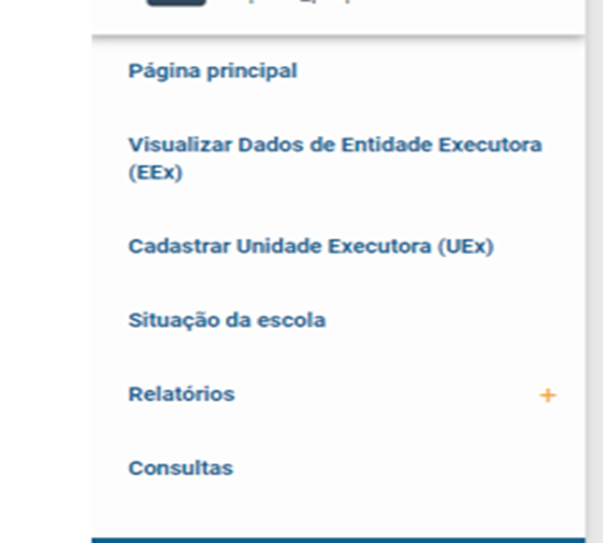 Página principal
Visualizar Dados de Entidade Executora
(EEx)
Cadastrar Unidade Executora (UEx)
Situação da escola
Relatórios +
Consultas